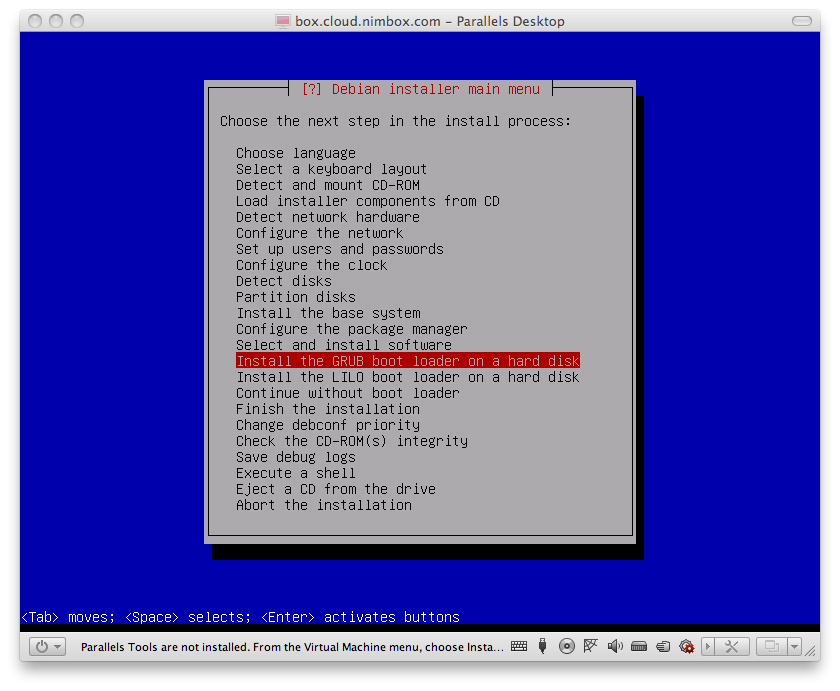 box.cloud.nimbox.com – Parallels Desktop
[?] Debian installer main menu
Choose the next step in the install process:
Choose language
Select a keyboard layout
Detect and mount CD-ROM
Load installer components from CD
Detect network hardware
Configure the network
Set up users and passwords
Configure the clock
Detect disks
Partition disks
Install the base system
Configure the package manager
Select and install software
Install the GRUB boot loader on a hard disk
Install the LILO boot loader on a hard disk
Continue without boot loader
Finish the installation
Change debconf priority
Check the CD-ROM(s) integrity
Save debug logs
Execute a shell
Eject a CD from the drive
Abort the installation
<Tab> moves; <Space> selects; <Enter> activates buttons
Parallels Tools are not installed. From the Virtual Machine menu, choose Insta...